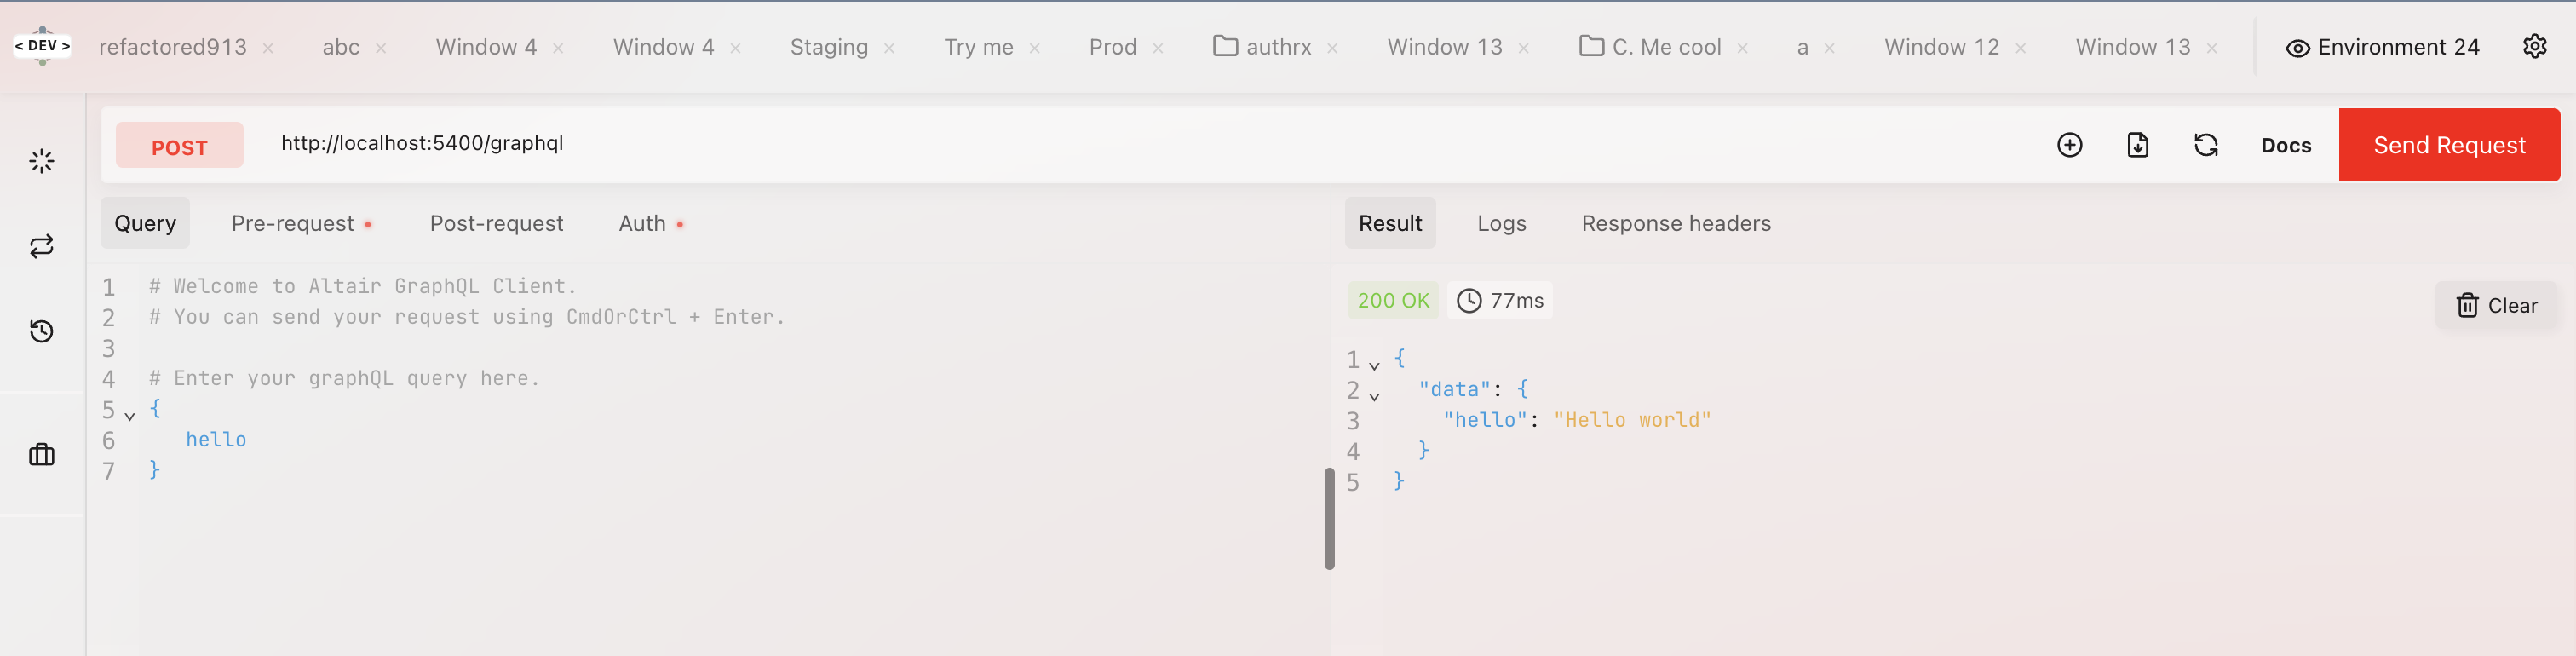 < DEV > refactored913 × abc × Window 4 × Window 4 × Staging × Try me × Prod × authrx × Window 13 × C. Me cool × a × Window 12 × Window 13 × Environment 24
POST http://localhost:5400/graphql Docs Send Request
Query Pre-request Post-request Auth
1 # Welcome to Altair GraphQL Client.
2 # You can send your request using CmdOrCtrl + Enter.
3
4 # Enter your graphQL query here.
5 {
6 hello
7 }
Result Logs Response headers
200 OK 77ms Clear
1 {
2 "data": {
3 "hello": "Hello world"
4 }
5 }